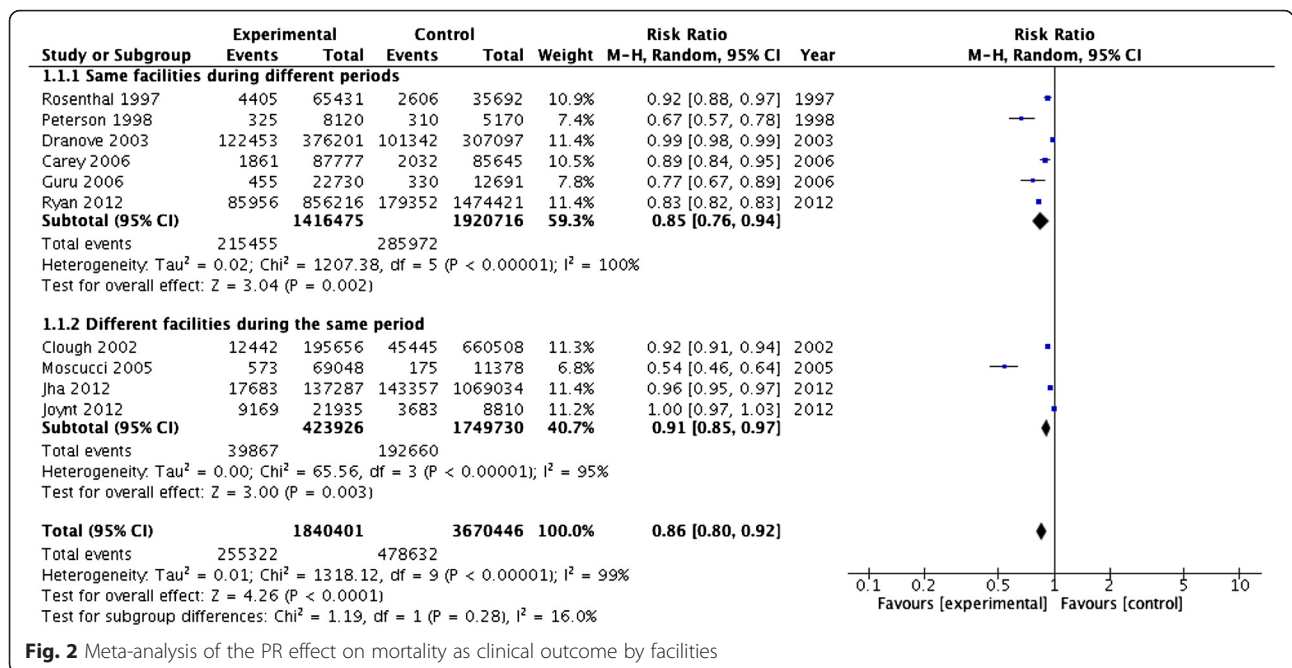 Experimental Control Risk Ratio Risk Ratio
Study or Subgroup Events Total Events Total Weight M-H, Random, 95% CI Year M-H, Random, 95% CI
1.1.1 Same facilities during different periods
Rosenthal 1997 4405 65431 2606 35692 10.9% 0.92 [0.88, 0.97] 1997
Peterson 1998 325 8120 310 5170 7.4% 0.67 [0.57, 0.78] 1998
Dranove 2003 122453 376201 101342 307097 11.4% 0.99 [0.98, 0.99] 2003
Carey 2006 1861 87777 2032 85645 10.5% 0.89 [0.84, 0.95] 2006
Guru 2006 455 22730 330 12691 7.8% 0.77 [0.67, 0.89] 2006
Ryan 2012 85956 856216 179352 1474421 11.4% 0.83 [0.82, 0.83] 2012
Subtotal (95% CI) 1416475 1920716 59.3% 0.85 [0.76, 0.94]
Total events 215455 285972
Heterogeneity: Tau² = 0.02; Chi² = 1207.38, df = 5 (P < 0.00001); I² = 100%
Test for overall effect: Z = 3.04 (P = 0.002)
1.1.2 Different facilities during the same period
Clough 2002 12442 195656 45445 660508 11.3% 0.92 [0.91, 0.94] 2002
Moscucci 2005 573 69048 175 11378 6.8% 0.54 [0.46, 0.64] 2005
Jha 2012 17683 137287 143357 1069034 11.4% 0.96 [0.95, 0.97] 2012
Joynt 2012 9169 21935 3683 8810 11.2% 1.00 [0.97, 1.03] 2012
Subtotal (95% CI) 423926 1749730 40.7% 0.91 [0.85, 0.97]
Total events 39867 192660
Heterogeneity: Tau² = 0.00; Chi² = 65.56, df = 3 (P < 0.00001); I² = 95%
Test for overall effect: Z = 3.00 (P = 0.003)
Total (95% CI) 1840401 3670446 100.0% 0.86 [0.80, 0.92]
Total events 255322 478632
Heterogeneity: Tau² = 0.01; Chi² = 1318.12, df = 9 (P < 0.00001); I² = 99%
Test for overall effect: Z = 4.26 (P < 0.0001)
Test for subgroup differences: Chi² = 1.19, df = 1 (P = 0.28), I² = 16.0%
0.1 0.2 0.5 1 2 5 10
Favours [experimental] Favours [control]
Fig. 2 Meta-analysis of the PR effect on mortality as clinical outcome by facilities